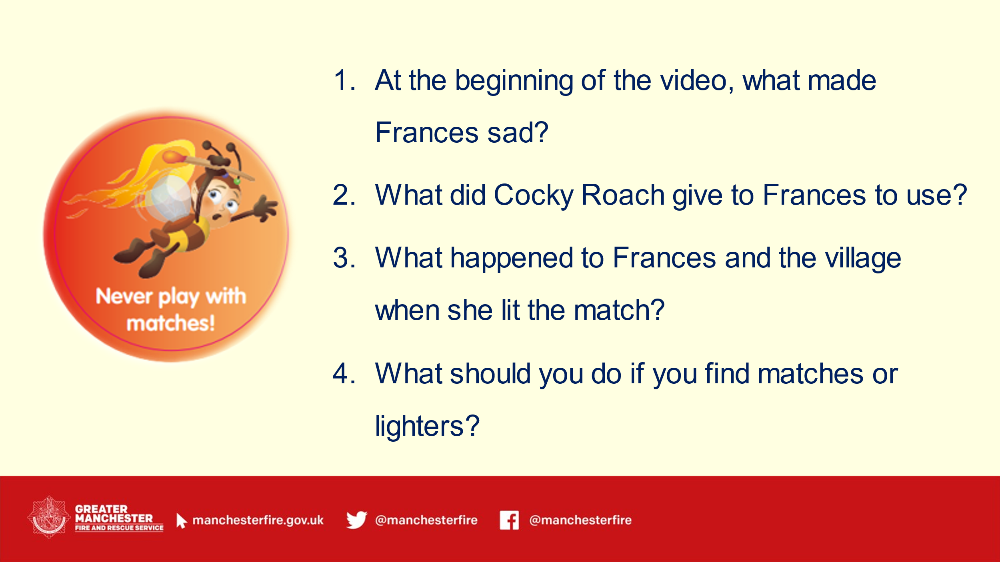 1. At the beginning of the video, what made
Frances sad?
2. What did Cocky Roach give to Frances to use?
3. What happened to Frances and the village
when she lit the match?
4. What should you do if you find matches or
lighters?
Never play with
matches!
GREATER
MANCHESTER
FIRE AND RESCUE SERVICE
manchesterfire.gov.uk
@manchesterfire
@manchesterfire